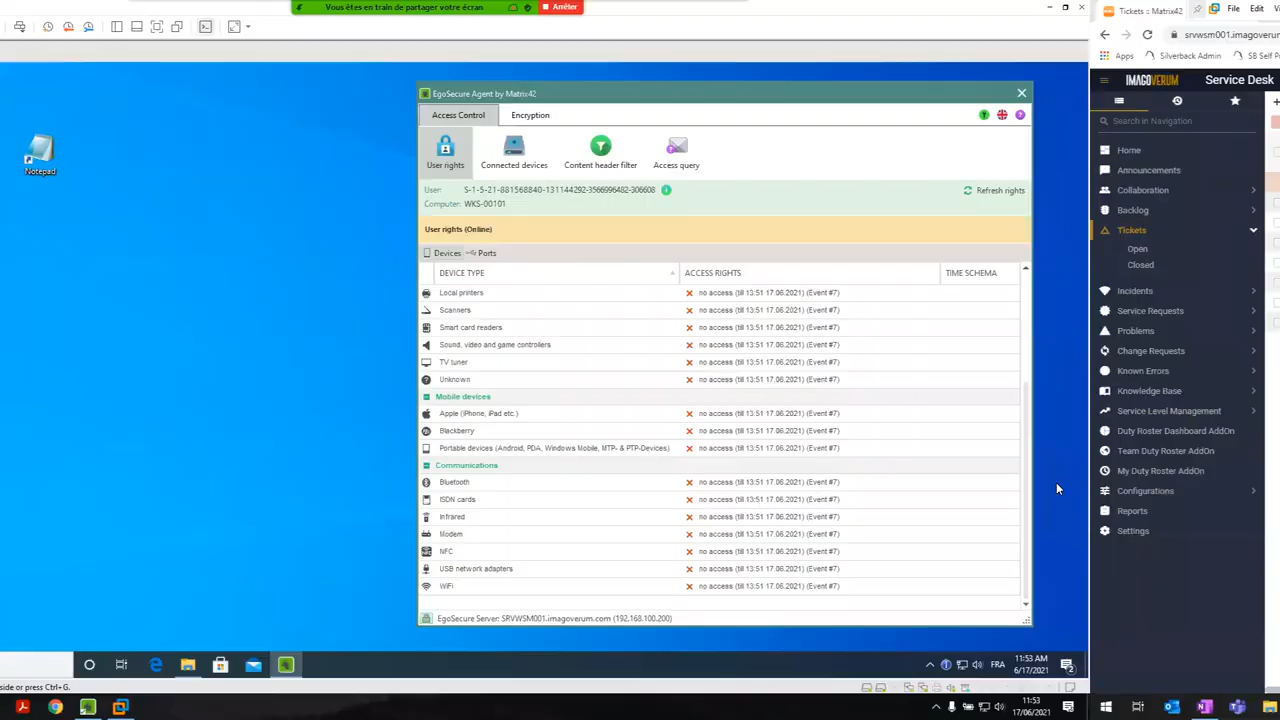 Vous êtes en train de partager votre écran
Arrêter
Tickets :: Matrix42
File
Edit
srvwsm001.imagoverum
Apps
Silverback Admin
SB Self P
side or press Ctrl+G.
Notepad
EgoSecure Agent by Matrix42
Access Control
Encryption
User rights
Connected devices
Content header filter
Access query
User: S-1-5-21-881568840-131144292-3566996482-306608
Refresh rights
Computer: WKS-00101
User rights (Online)
Devices
Ports
DEVICE TYPE
ACCESS RIGHTS
TIME SCHEMA
Local printers no access (till 13:51 17.06.2021) (Event #7)
Scanners no access (till 13:51 17.06.2021) (Event #7)
Smart card readers no access (till 13:51 17.06.2021) (Event #7)
Sound, video and game controllers no access (till 13:51 17.06.2021) (Event #7)
TV tuner no access (till 13:51 17.06.2021) (Event #7)
Unknown no access (till 13:51 17.06.2021) (Event #7)
Mobile devices
Apple (iPhone, iPad etc.) no access (till 13:51 17.06.2021) (Event #7)
Blackberry no access (till 13:51 17.06.2021) (Event #7)
Portable devices (Android, PDA, Windows Mobile, MTP- & PTP-Devices) no access (till 13:51 17.06.2021) (Event #7)
Communications
Bluetooth no access (till 13:51 17.06.2021) (Event #7)
ISDN cards no access (till 13:51 17.06.2021) (Event #7)
Infrared no access (till 13:51 17.06.2021) (Event #7)
Modem no access (till 13:51 17.06.2021) (Event #7)
NFC no access (till 13:51 17.06.2021) (Event #7)
USB network adapters no access (till 13:51 17.06.2021) (Event #7)
WiFi no access (till 13:51 17.06.2021) (Event #7)
EgoSecure Server: SRVWSM001.imagoverum.com (192.168.100.200)
FRA
11:53 AM
6/17/2021
2
11:53
17/06/2021
IMAGOVERUM
Service Desk
Search in Navigation
Home
Announcements
Collaboration
Backlog
Tickets
Open
Closed
Incidents
Service Requests
Problems
Change Requests
Known Errors
Knowledge Base
Service Level Management
Duty Roster Dashboard AddOn
Team Duty Roster AddOn
My Duty Roster AddOn
Configurations
Reports
Settings